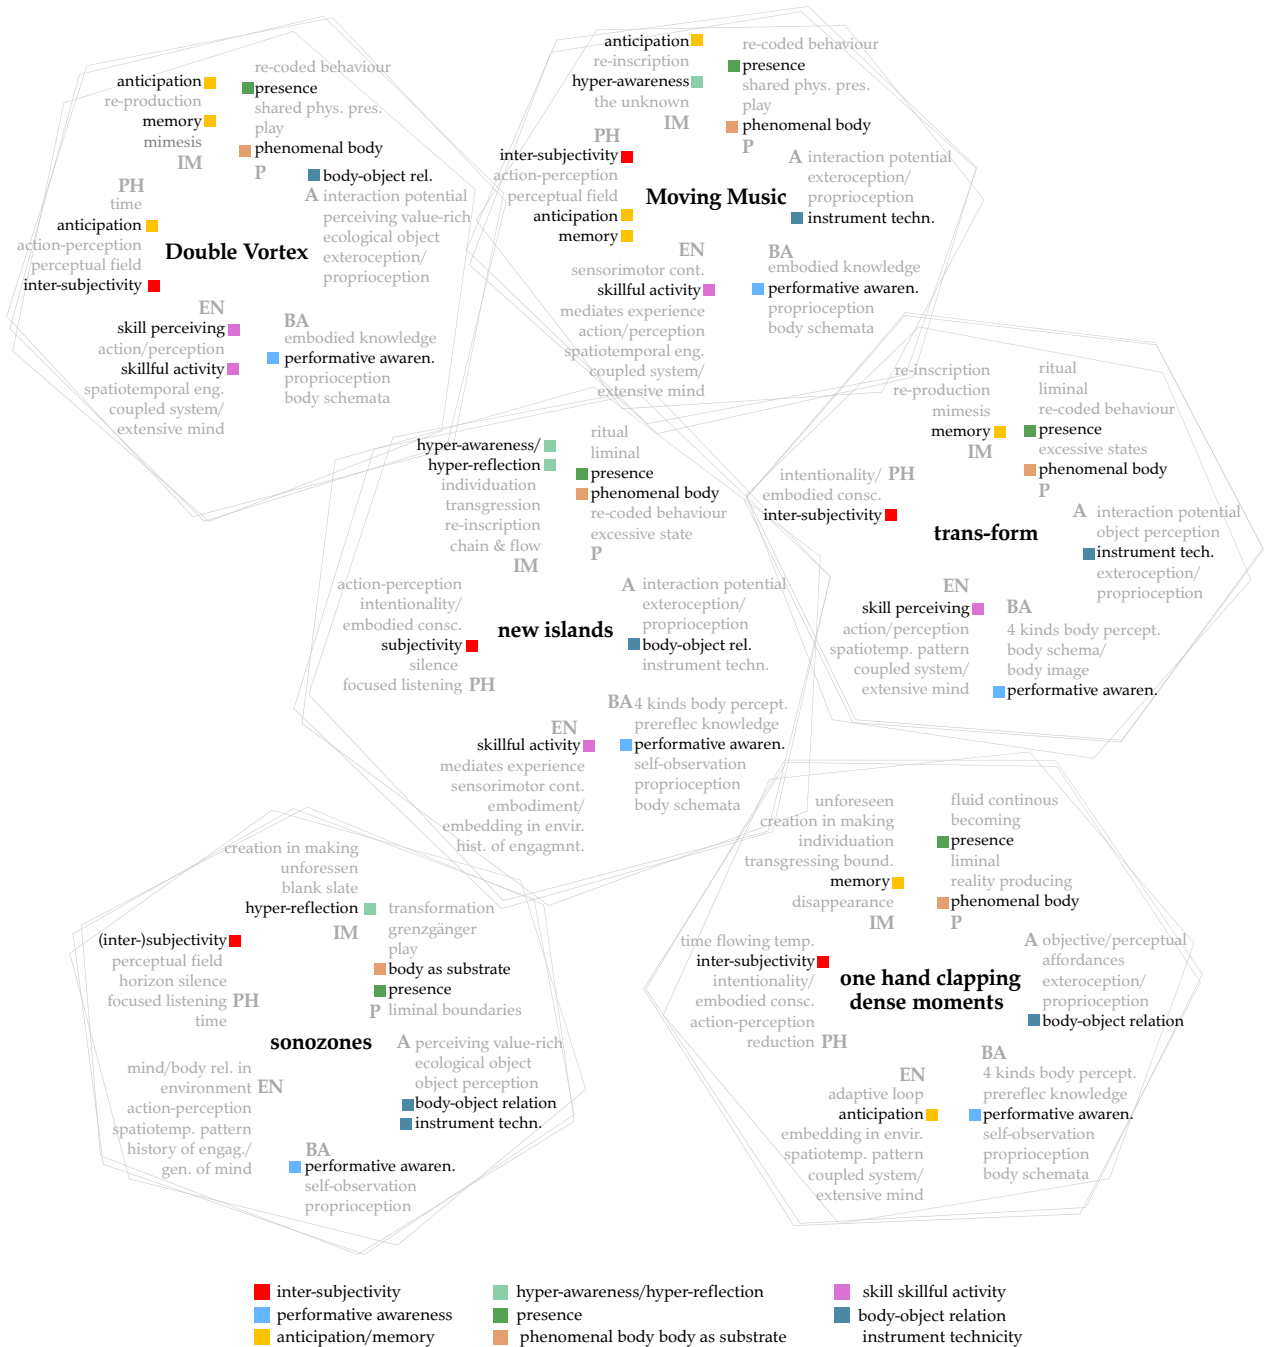 anticipation
re-production
memory
mimesis
IM
re-coded behaviour
presence
shared phys. pres.
play
phenomenal body
P
PH
time
anticipation
action-perception
perceptual field
inter-subjectivity
Double Vortex
body-object rel.
A interaction potential
perceiving value-rich
ecological object
exteroception/
proprioception
EN
skill perceiving
action/perception
skillful activity
spatiotemporal eng.
coupled system/
extensive mind
BA
embodied knowledge
performative awaren.
proprioception
body schemata
anticipation
re-inscription
hyper-awareness
the unknown
IM
re-coded behaviour
presence
shared phys. pres.
play
phenomenal body
P
PH
inter-subjectivity
action-perception
perceptual field
anticipation
memory
Moving Music
A interaction potential
exteroception/
proprioception
instrument techn.
EN
sensorimotor cont.
skillful activity
mediates experience
action/perception
spatiotemporal eng.
coupled system/
extensive mind
BA
embodied knowledge
performative awaren.
proprioception
body schemata
re-inscription
re-production
mimesis
memory
IM
ritual
liminal
re-coded behaviour
presence
excessive states
phenomenal body
P
intentionality/ PH
embodied consc.
inter-subjectivity
trans-form
A interaction potential
object perception
instrument tech.
exteroception/
proprioception
EN
skill perceiving
action/perception
spatiotemp. pattern
coupled system/
extensive mind
BA
4 kinds body percept.
body schema/
body image
performative awaren.
hyper-awareness/
hyper-reflection
individuation
transgression
re-inscription
chain & flow
IM
ritual
liminal
presence
phenomenal body
re-coded behaviour
excessive state
P
action-perception
intentionality/
embodied consc.
subjectivity
silence
focused listening PH
new islands
A interaction potential
exteroception/
proprioception
body-object rel.
instrument techn.
EN
skillful activity
mediates experience
sensorimotor cont.
embodiment/
embedding in envir.
hist. of engagmnt.
BA 4 kinds body percept.
prereflec knowledge
performative awaren.
self-observation
proprioception
body schemata
creation in making
unforessen
blank slate
hyper-reflection
IM
transformation
grenzgänger
play
body as substrate
presence
P liminal boundaries
(inter-)subjectivity
perceptual field
horizon silence
focused listening PH
time
sonozones
A perceiving value-rich
ecological object
object perception
body-object relation
instrument techn.
mind/body rel. in
environment EN
action-perception
spatiotemp. pattern
history of engag./
gen. of mind
BA
performative awaren.
self-observation
proprioception
unforeseen
creation in making
individuation
transgressing bound.
memory
disappearance
IM
fluid continous
becoming
presence
liminal
reality producing
phenomenal body
P
time flowing temp.
inter-subjectivity
intentionality/
embodied consc.
action-perception
reduction PH
one hand clapping
dense moments
A objective/perceptual
affordances
exteroception/
proprioception
body-object relation
EN
adaptive loop
anticipation
embedding in envir.
spatiotemp. pattern
coupled system/
extensive mind
BA
4 kinds body percept.
prereflec knowledge
performative awaren.
self-observation
proprioception
body schemata
inter-subjectivity
performative awareness
anticipation/memory
hyper-awareness/hyper-reflection
presence
phenomenal body body as substrate
skill skillful activity
body-object relation
instrument technicity